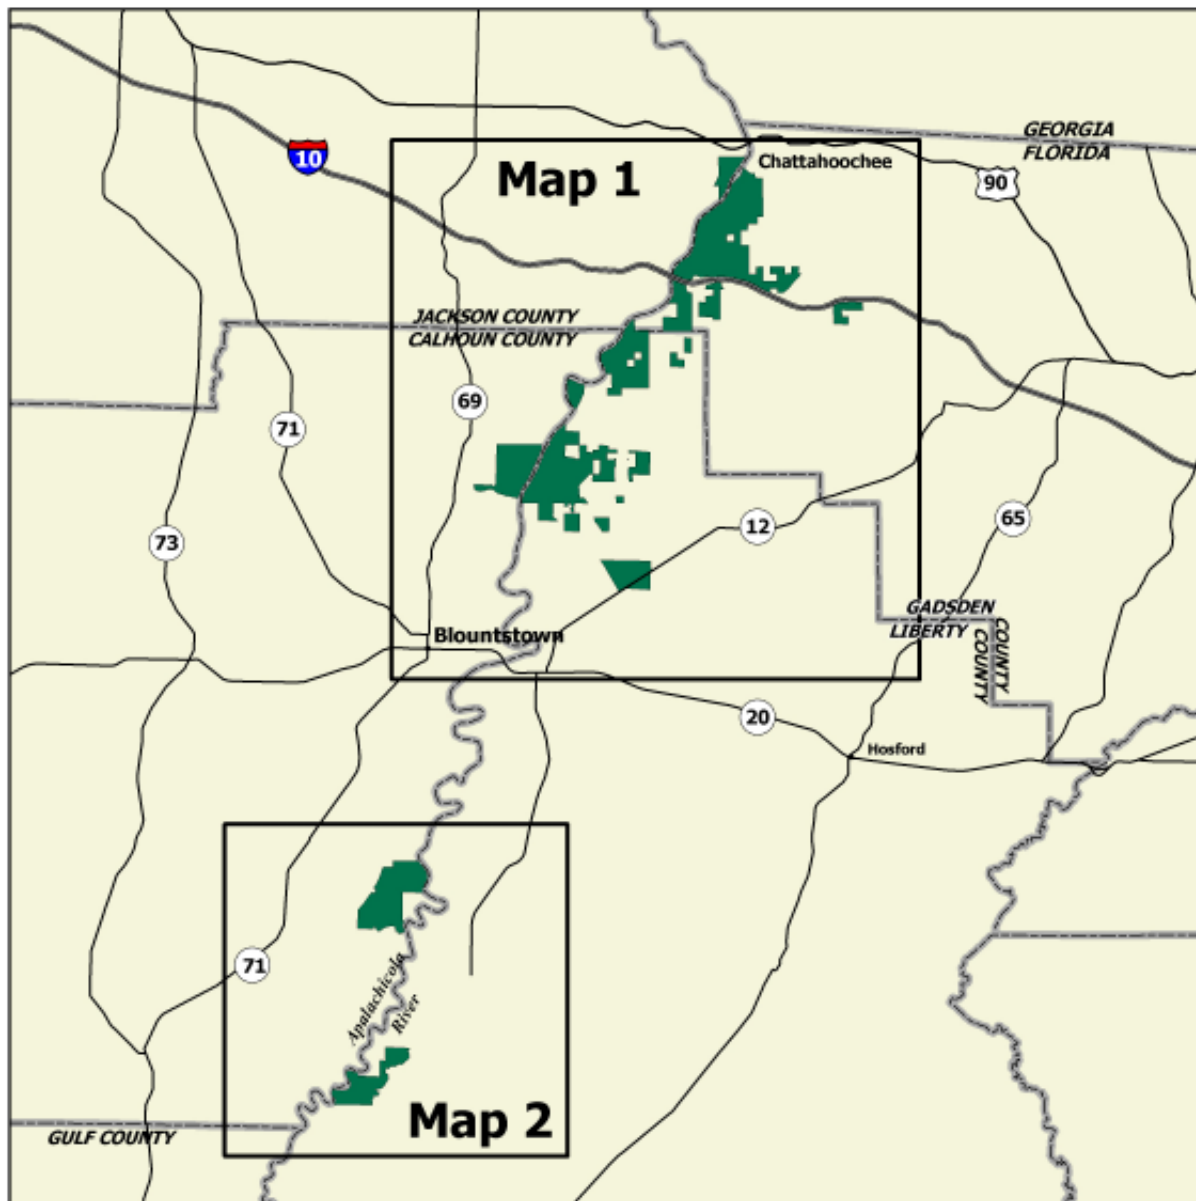 GEORGIA
FLORIDA
10
Map 1
Chattahoochee
90
JACKSON COUNTY
CALHOUN COUNTY
69
71
73
12
65
GADSDEN
COUNTY
LIBERTY
COUNTY
Blountstown
20
Hosford
71
Apalachicola
River
Map 2
GULF COUNTY